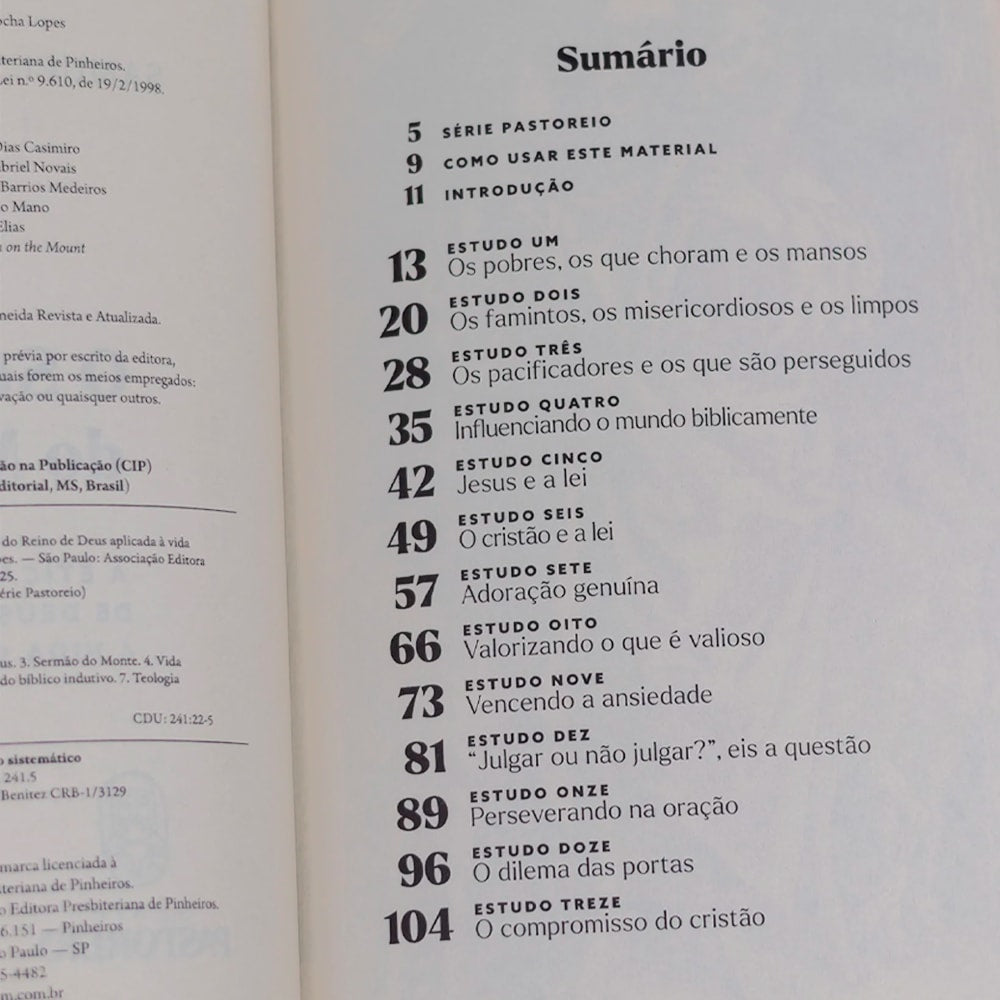 ocha Lopes
iteriana de Pinheiros.
Lei n.º 9.610, de 19/2/1998.
Dias Casimiro
abriel Novais
Barrios Medeiros
o Mano
Elias
on the Mount
meida Revista e Atualizada.
prévia por escrito da editora,
uais forem os meios empregados:
vação ou quaisquer outros.
ão na Publicação (CIP)
ditorial, MS, Brasil)
do Reino de Deus aplicada à vida
pes. — São Paulo: Associação Editora
25.
érie Pastoreio)
us. 3. Sermão do Monte. 4. Vida
do bíblico indutivo. 7. Teologia
CDU: 241:22-5
o sistemático
241.5
Benitez CRB-1/3129
marca licenciada à
iteriana de Pinheiros.
o Editora Presbiteriana de Pinheiros.
6.151 — Pinheiros
o Paulo — SP
5-4482
m.com.br
Sumário
5 SÉRIE PASTOREIO
9 COMO USAR ESTE MATERIAL
11 INTRODUÇÃO
ESTUDO UM
13 Os pobres, os que choram e os mansos
ESTUDO DOIS
20 Os famintos, os misericordiosos e os limpos
ESTUDO TRÊS
28 Os pacificadores e os que são perseguidos
ESTUDO QUATRO
35 Influenciando o mundo biblicamente
ESTUDO CINCO
42 Jesus e a lei
ESTUDO SEIS
49 O cristão e a lei
ESTUDO SETE
57 Adoração genuína
ESTUDO OITO
66 Valorizando o que é valioso
ESTUDO NOVE
73 Vencendo a ansiedade
ESTUDO DEZ
81 “Julgar ou não julgar?”, eis a questão
ESTUDO ONZE
89 Perseverando na oração
ESTUDO DOZE
96 O dilema das portas
ESTUDO TREZE
104 O compromisso do cristão